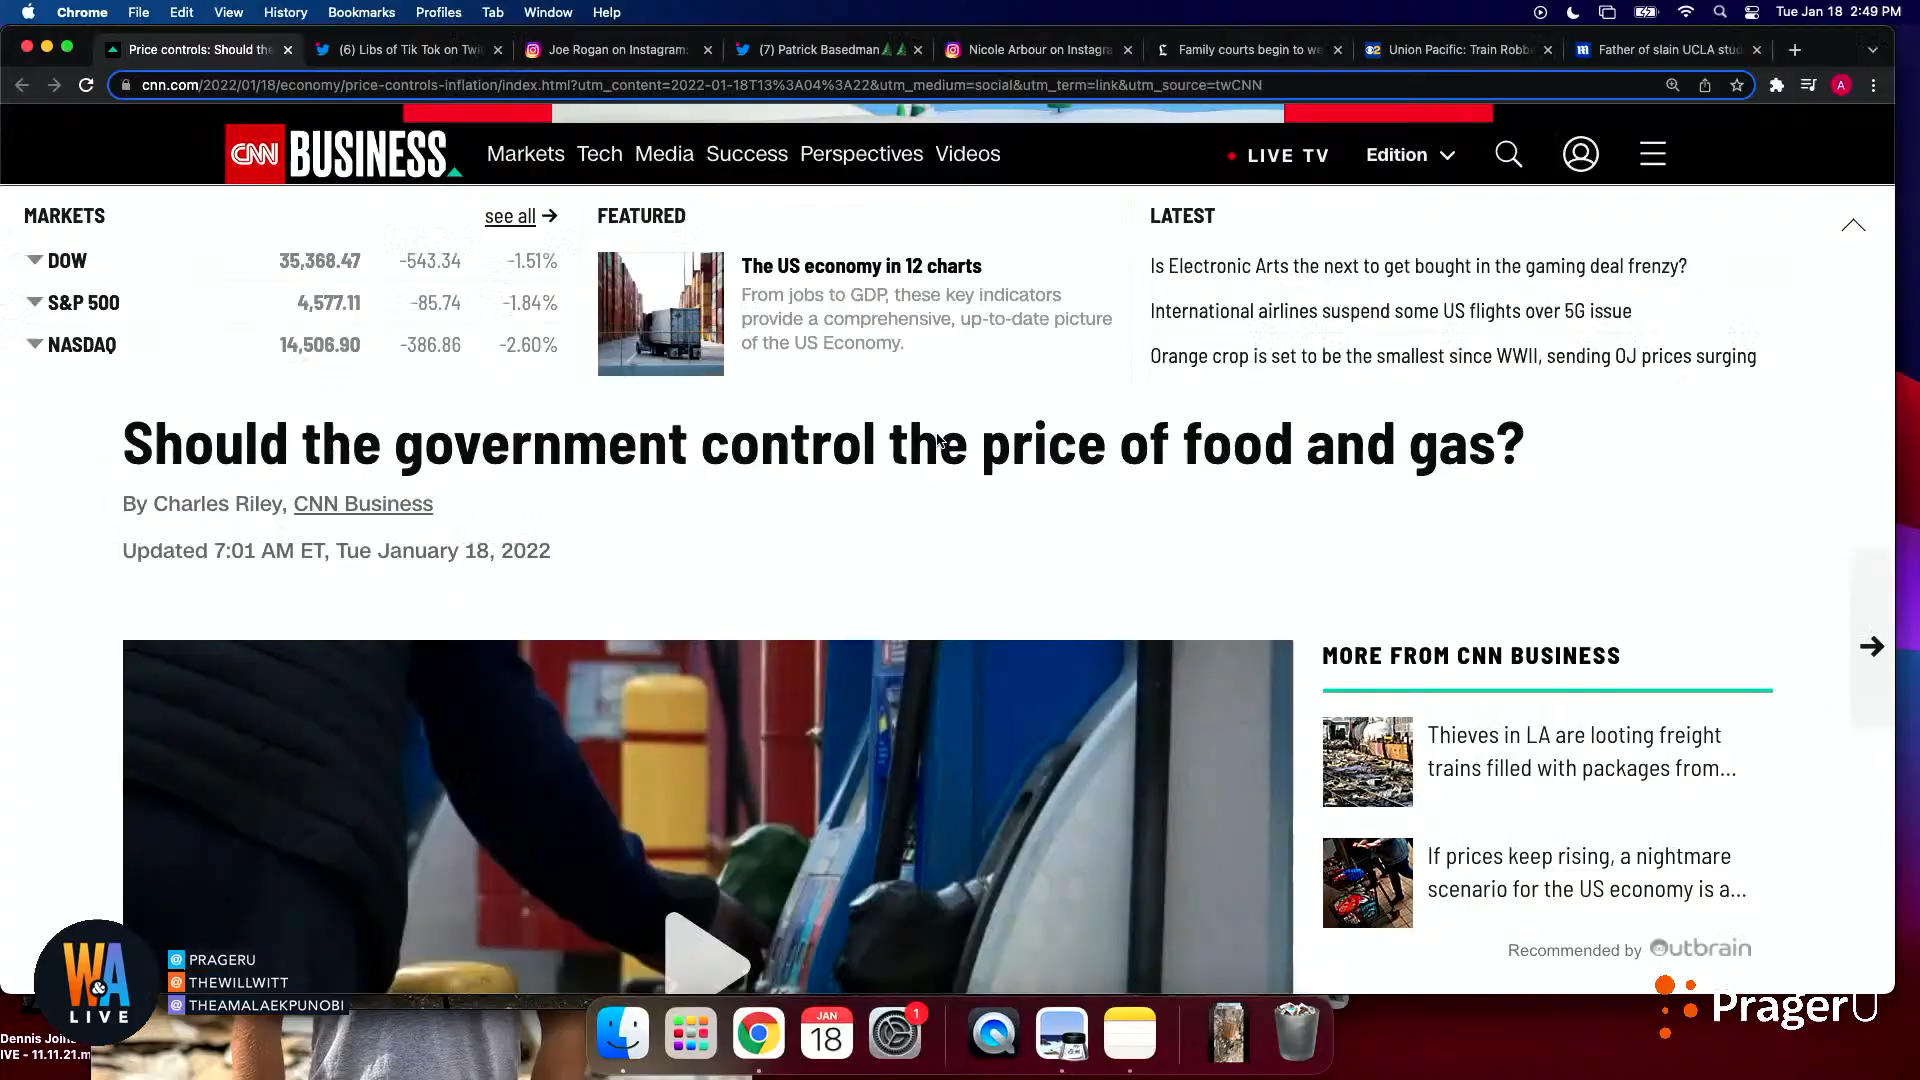 Chrome File Edit View History Bookmarks Profiles Tab Window Help Tue Jan 18 2:49 PM
Price controls: Should the (6) Libs of Tik Tok on Twi Joe Rogan on Instagram: (7) Patrick Basedman Nicole Arbour on Instagra Family courts begin to we Union Pacific: Train Robb Father of slain UCLA stud
cnn.com/2022/01/18/economy/price-controls-inflation/index.html?utm_content=2022-01-18T13%3A04%3A22&utm_medium=social&utm_term=link&utm_source=twCNN
A
CNN BUSINESS Markets Tech Media Success Perspectives Videos LIVE TV Edition
MARKETS see all
DOW 35,368.47 -543.34 -1.51%
S&P 500 4,577.11 -85.74 -1.84%
NASDAQ 14,506.90 -386.86 -2.60%
FEATURED
The US economy in 12 charts
From jobs to GDP, these key indicators
provide a comprehensive, up-to-date picture
of the US Economy.
LATEST
Is Electronic Arts the next to get bought in the gaming deal frenzy?
International airlines suspend some US flights over 5G issue
Orange crop is set to be the smallest since WWII, sending OJ prices surging
Should the government control the price of food and gas?
By Charles Riley, CNN Business
Updated 7:01 AM ET, Tue January 18, 2022
MORE FROM CNN BUSINESS
Thieves in LA are looting freight
trains filled with packages from...
If prices keep rising, a nightmare
scenario for the US economy is a...
Recommended by Outbrain
W&A
LIVE
@ PRAGERU
@ THEWILLWITT
@ THEAMALAEKPUNOBI
Dennis Join
IVE - 11.11.21.m
JAN
18
1
PragerU